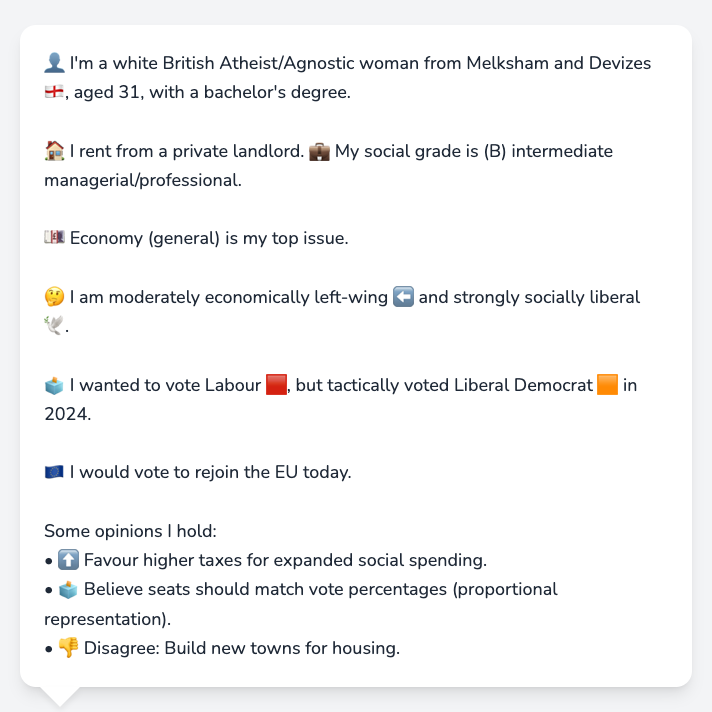 👤 I'm a white British Atheist/Agnostic woman from Melksham and Devizes
🏴󠁧󠁢󠁥󠁮󠁧󠁿, aged 31, with a bachelor's degree.
🏠 I rent from a private landlord. 💼 My social grade is (B) intermediate
managerial/professional.
💷 Economy (general) is my top issue.
🤔 I am moderately economically left-wing ⬅️ and strongly socially liberal
🕊️.
🗳️ I wanted to vote Labour 🟥, but tactically voted Liberal Democrat 🟧 in
2024.
🇪🇺 I would vote to rejoin the EU today.
Some opinions I hold:
• ⬆️ Favour higher taxes for expanded social spending.
• 🗳️ Believe seats should match vote percentages (proportional
representation).
• 👎 Disagree: Build new towns for housing.